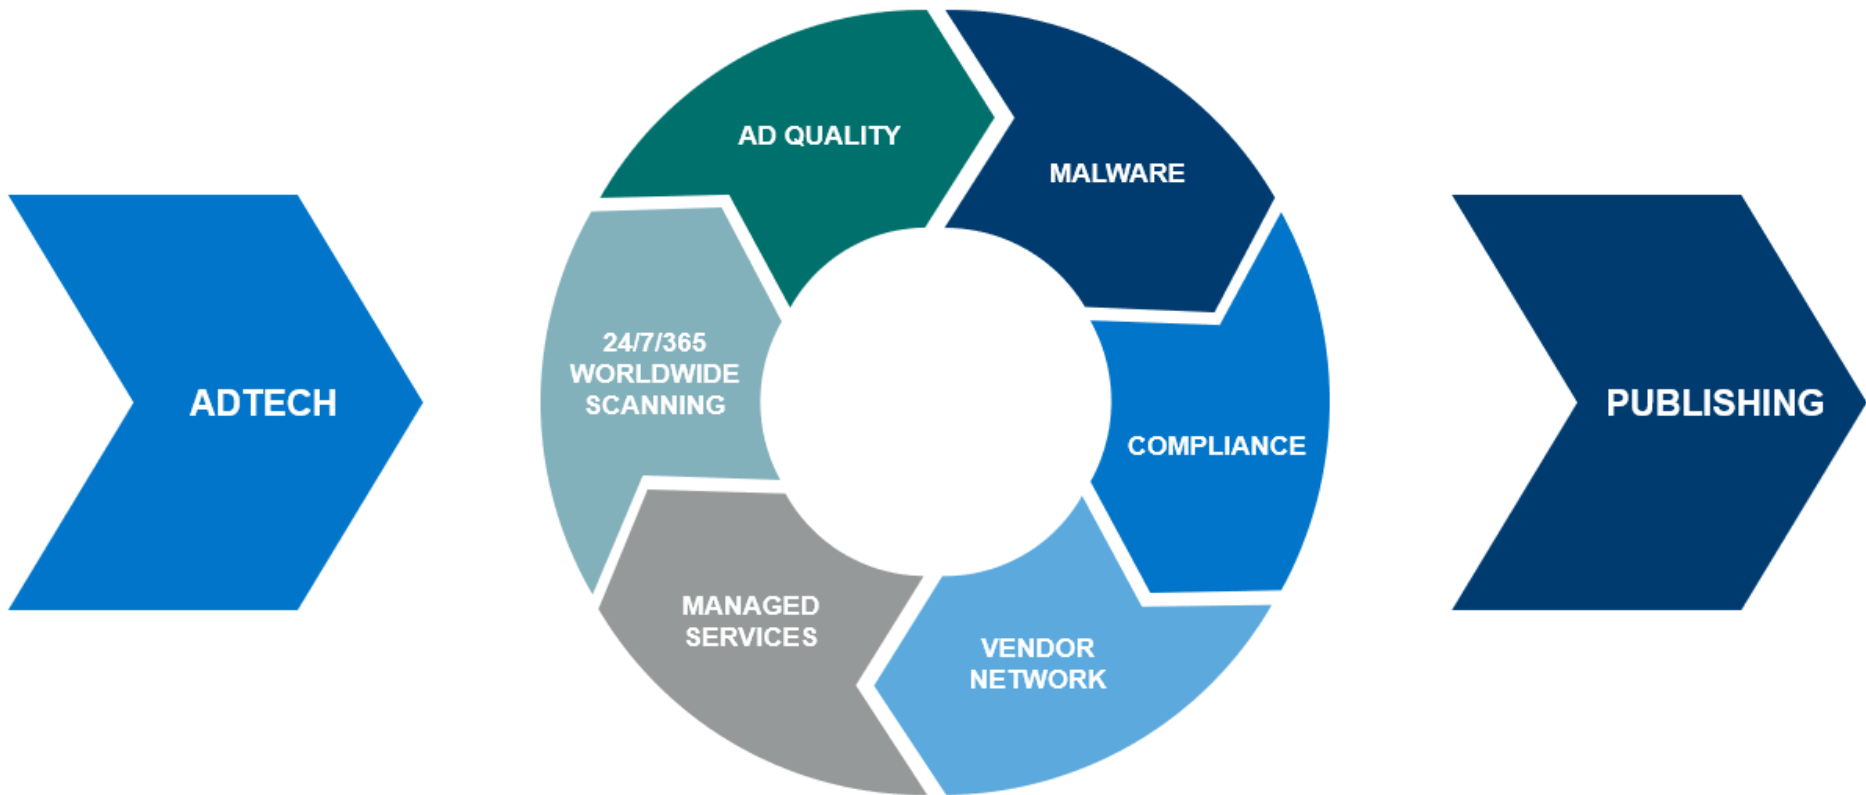 ADTECH
AD QUALITY
MALWARE
COMPLIANCE
VENDOR
NETWORK
MANAGED
SERVICES
24/7/365
WORLDWIDE
SCANNING
PUBLISHING